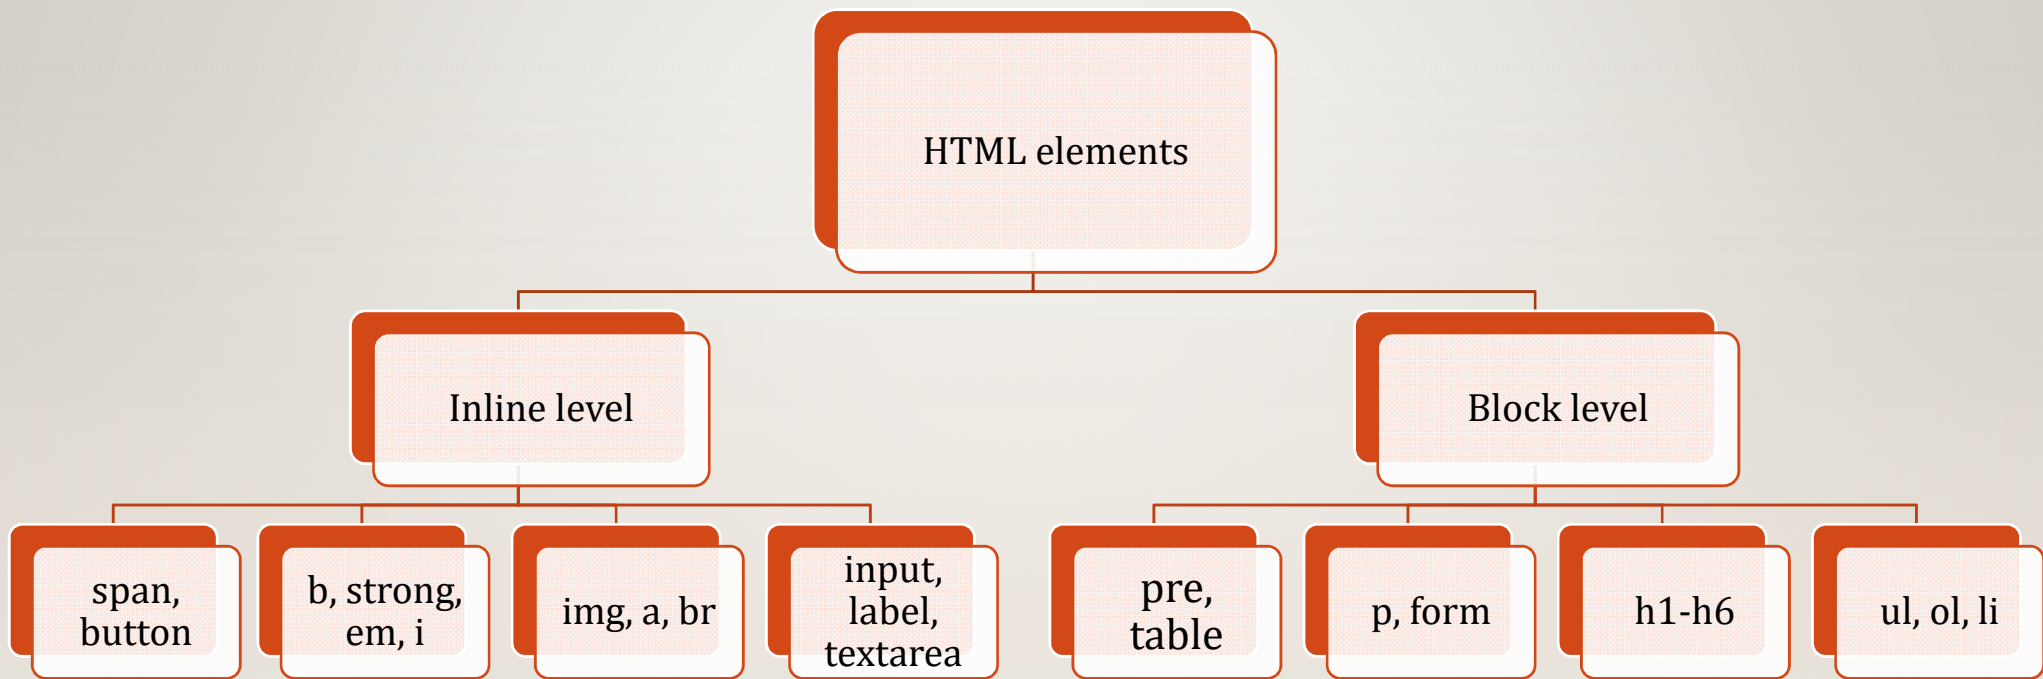 HTML elements
Inline level
Block level
span,
button
b, strong,
em, i
img, a, br
input,
label,
textarea
pre,
table
p, form
h1-h6
ul, ol, li